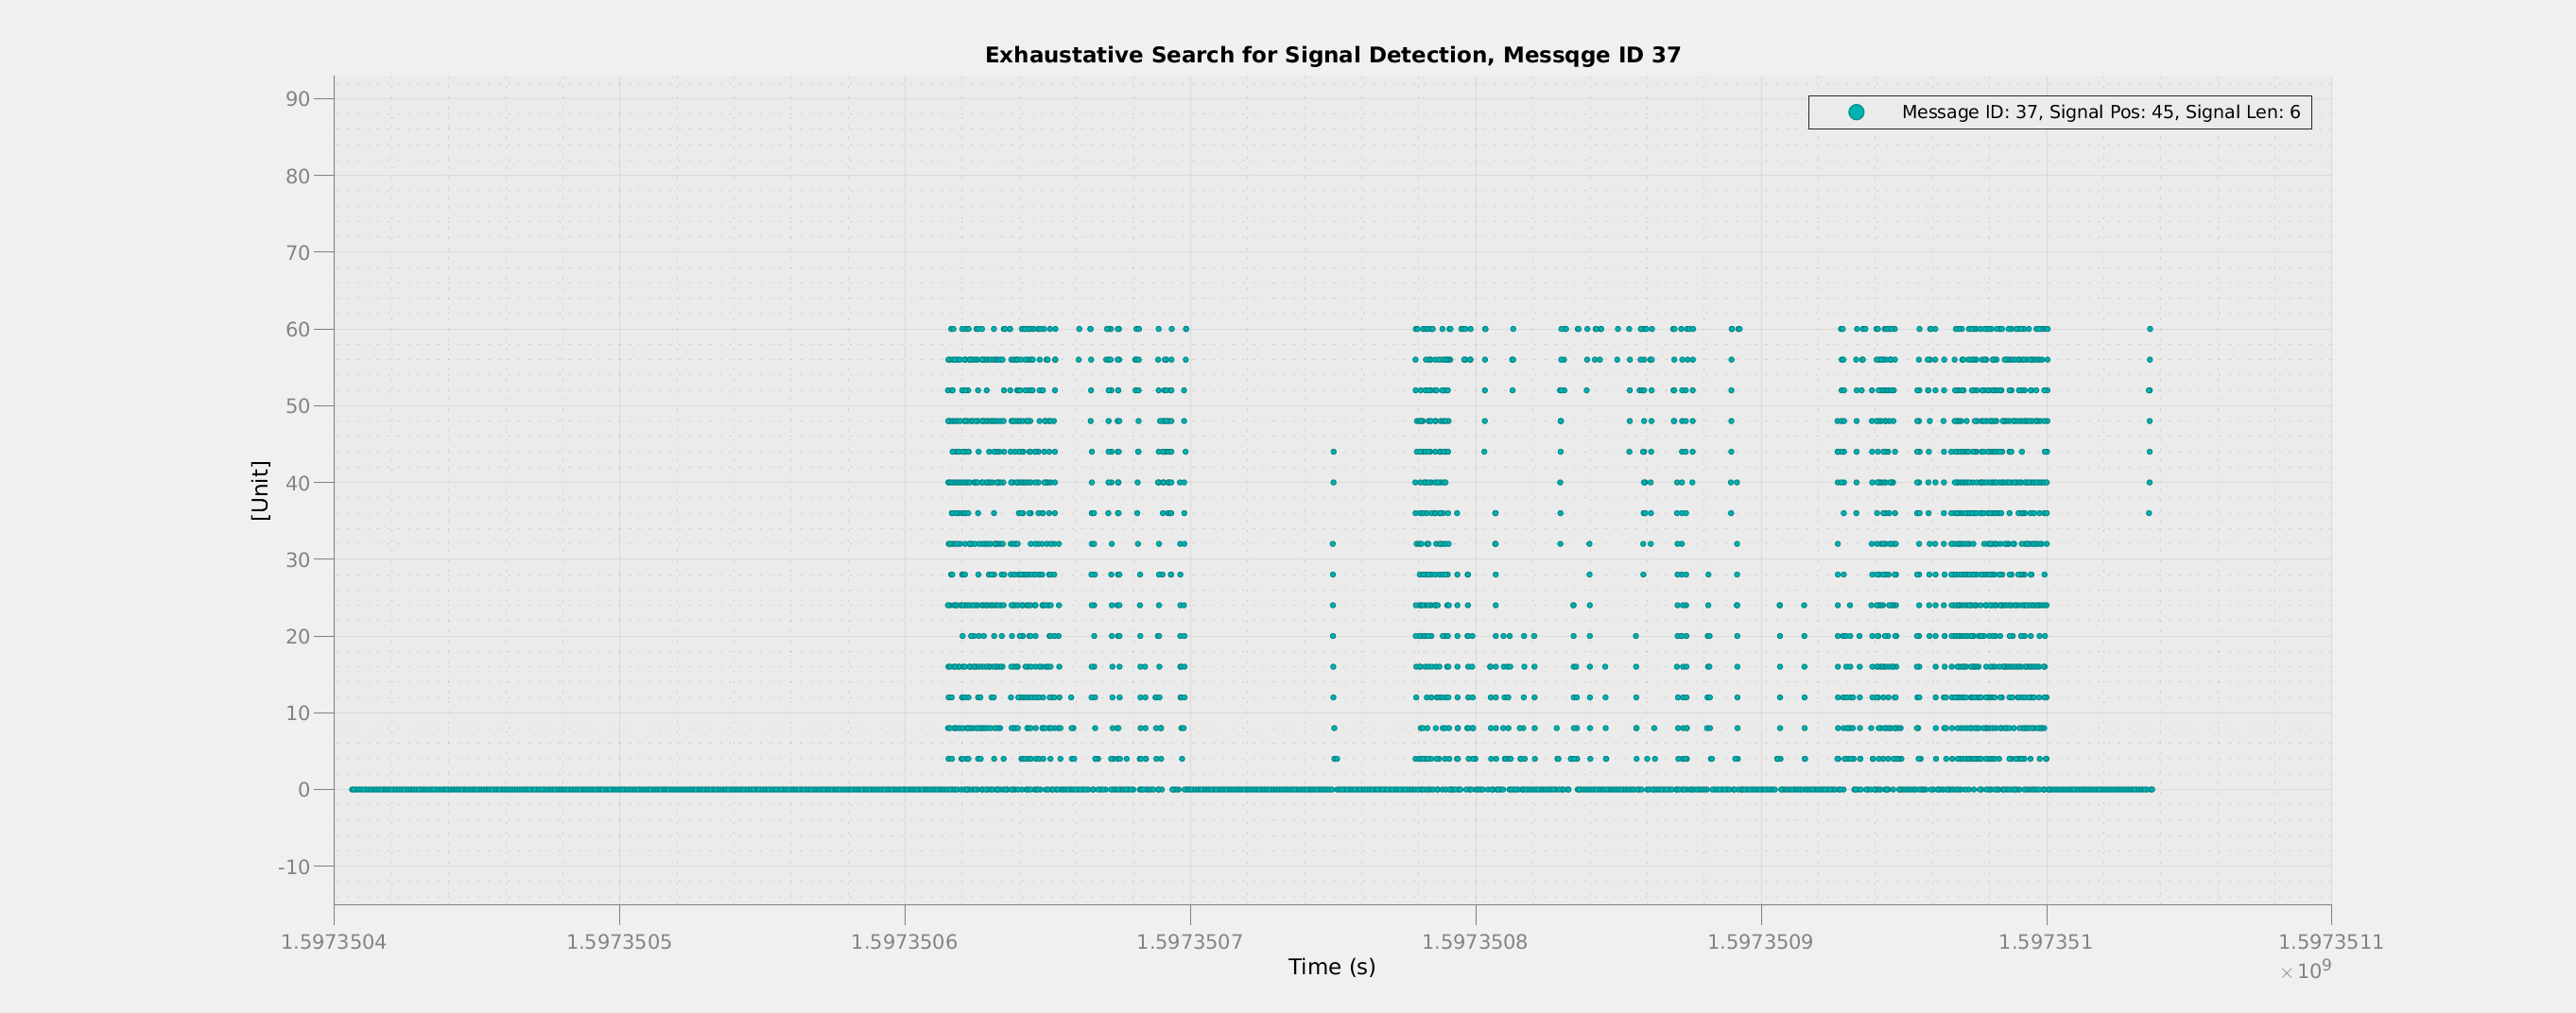 Exhaustative Search for Signal Detection, Messqge ID 37
Message ID: 37, Signal Pos: 45, Signal Len: 6
90
80
70
60
50
40
30
20
10
0
-10
[Unit]
1.5973504 1.5973505 1.5973506 1.5973507 1.5973508 1.5973509 1.597351 1.5973511
Time (s)
× 10⁹